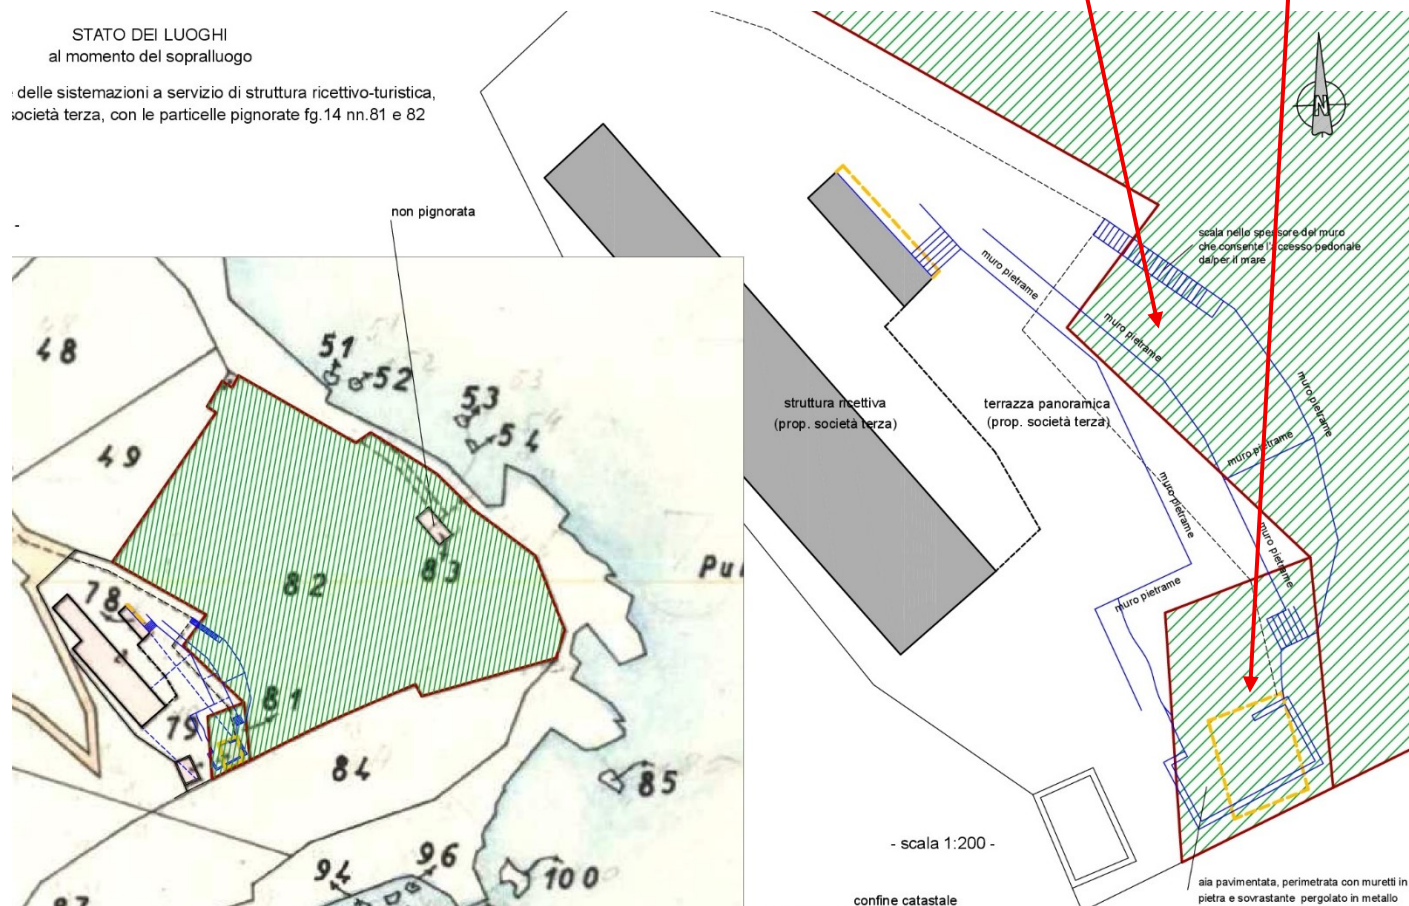 STATO DEI LUOGHI
al momento del sopralluogo
delle sistemazioni a servizio di struttura ricettivo-turistica,
società terza, con le particelle pignorate fg.14 nn.81 e 82
-
non pignorata
N
scala nello spessore del muro
che consente l'accesso pedonale
da/per il mare
muro pietrame
muro pietrame
muro pietrame
muro pietrame
muro pietrame
muro pietrame
muro pietrame
struttura ricettiva
(prop. società terza)
terrazza panoramica
(prop. società terza)
48
49
51
52
53
54
82
83
78
79
81
84
85
94
96
100
87
Pu
- scala 1:200 -
confine catastale
aia pavimentata, perimetrata con muretti in
pietra e sovrastante pergolato in metallo